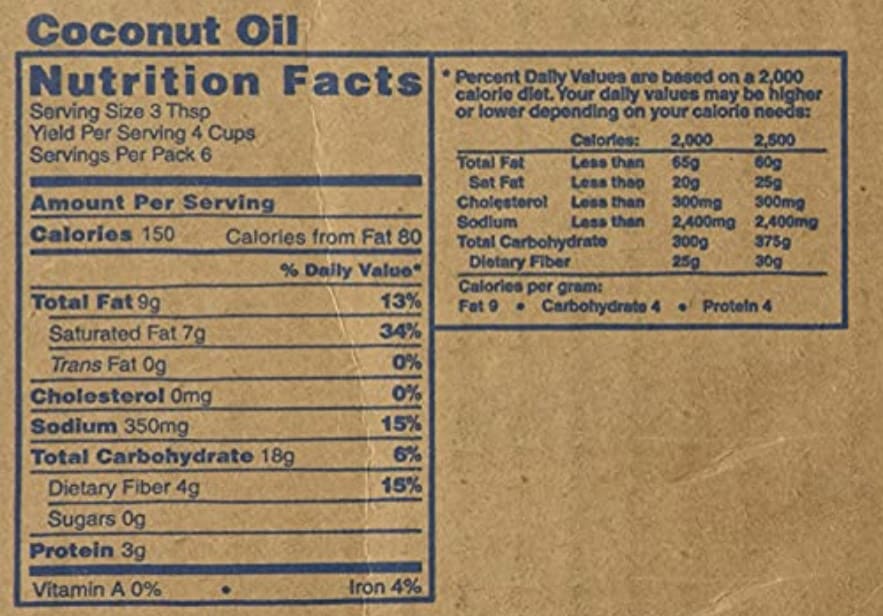 Coconut Oil
Nutrition Facts
Serving Size 3 Thsp
Yield Per Serving 4 Cups
Servings Per Pack 6
Amount Per Serving
Calories 150 Calories from Fat 80
% Daily Value*
Total Fat 9g 13%
Saturated Fat 7g 34%
Trans Fat 0g 0%
Cholesterol 0mg 0%
Sodium 350mg 15%
Total Carbohydrate 18g 6%
Dietary Fiber 4g 15%
Sugars 0g
Protein 3g
Vitamin A 0% • Iron 4%
* Percent Daily Values are based on a 2,000
calorie diet. Your daily values may be higher
or lower depending on your calorie needs:
Calories: 2,000 2,500
Total Fat Less than 65g 80g
Sat Fat Less than 20g 25g
Cholesterol Less than 300mg 300mg
Sodium Less than 2,400mg 2,400mg
Total Carbohydrate 300g 375g
Dietary Fiber 25g 30g
Calories per gram:
Fat 9 • Carbohydrate 4 • Protein 4